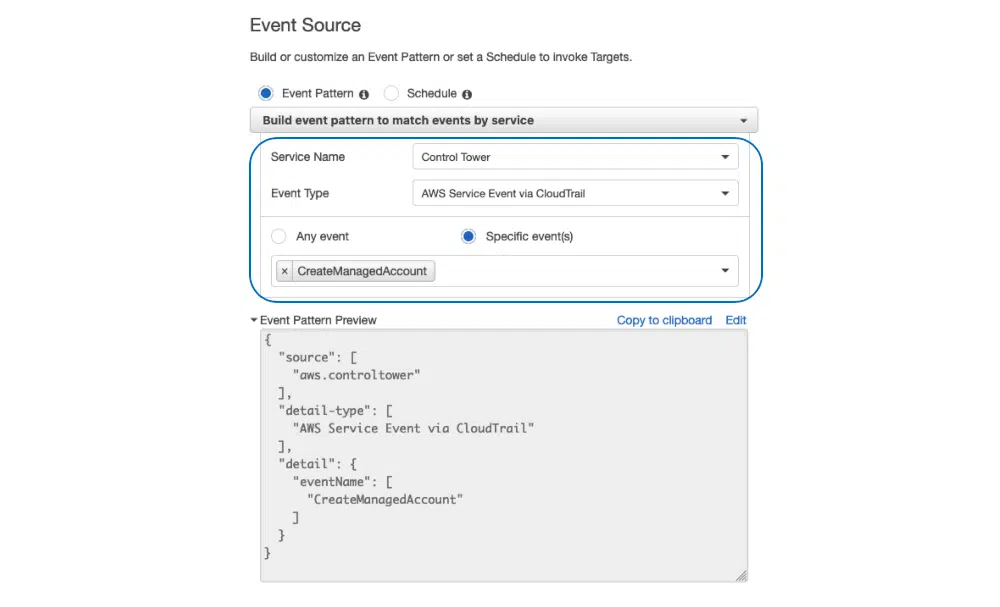 Event Source
Build or customize an Event Pattern or set a Schedule to invoke Targets.
Event Pattern Schedule
Build event pattern to match events by service
Service Name Control Tower
Event Type AWS Service Event via CloudTrail
Any event Specific event(s)
× CreateManagedAccount
Event Pattern Preview Copy to clipboard Edit
{
  "source": [
    "aws.controltower"
  ],
  "detail-type": [
    "AWS Service Event via CloudTrail"
  ],
  "detail": {
    "eventName": [
      "CreateManagedAccount"
    ]
  }
}